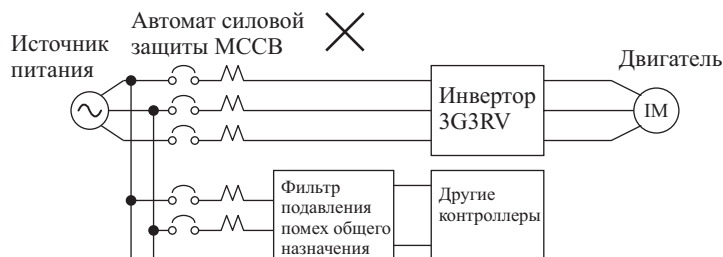 Автомат силовой
защиты MCCB
Источник
питания
Двигатель
Инвертор
3G3RV
IM
Фильтр
подавления
помех общего
назначения
Другие
контроллеры